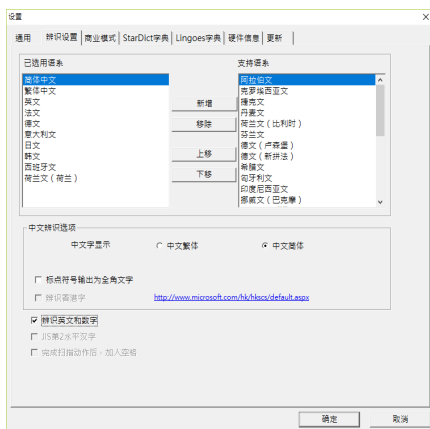 设置
通用 辨识设置 商业模式 StarDict字典 Lingoes字典 硬件信息 更新
已选用语系 支持语系
简体中文
繁体中文
英文
法文
德文
意大利文
日文
韩文
西班牙文
荷兰文（荷兰）
新增
移除
上移
下移
阿拉伯文
克罗埃西亚文
捷克文
丹麦文
荷兰文（比利时）
芬兰文
德文（卢森堡）
德文（新拼法）
希腊文
匈牙利文
印度尼西亚文
挪威文（巴克摩）
中文辨识选项
中文字显示 中文繁体 中文简体
标点符号输出为全角文字
辨识香港字 http://www.microsoft.com/hk/hkscs/default.aspx
辨识英文和数字
JIS第2水平汉字
完成扫描动作后，加入空格
确定 取消